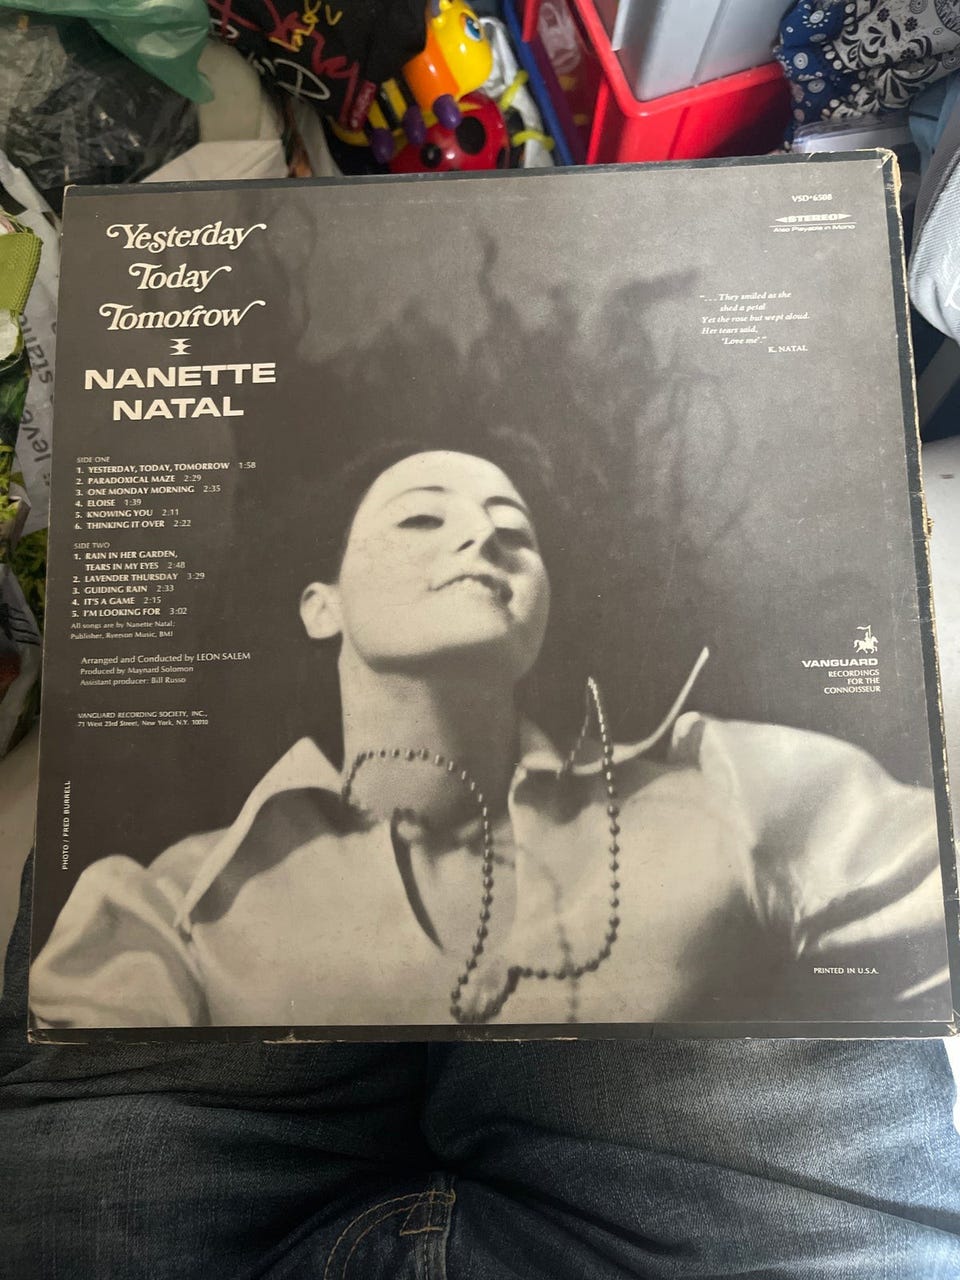 Yesterday
Today
Tomorrow
NANETTE
NATAL
SIDE ONE
1. YESTERDAY, TODAY, TOMORROW 1:58
2. PARADOXICAL MAZE 2:29
3. ONE MONDAY MORNING 2:35
4. ELOISE 1:39
5. KNOWING YOU 2:11
6. THINKING IT OVER 2:22
SIDE TWO
1. RAIN IN HER GARDEN,
TEARS IN MY EYES 2:48
2. LAVENDER THURSDAY 3:29
3. GUIDING RAIN 2:33
4. IT'S A GAME 2:15
5. I'M LOOKING FOR 3:02
All songs are by Nanette Natal;
Publisher, Ryerson Music, BMI
Arranged and Conducted by LEON SALEM
Produced by Maynard Solomon
Assistant producer: Bill Russo
VANGUARD RECORDING SOCIETY, INC.,
71 West 23rd Street, New York, N.Y. 10010
PHOTO / FRED BURRELL
VSD•6508
STEREO
Also Playable in Mono
"... They smiled as she
shed a petal
Yet the rose but wept aloud.
Her tears said,
'Love me'."
K. NATAL
VANGUARD
RECORDINGS
FOR THE
CONNOISSEUR
PRINTED IN U.S.A.